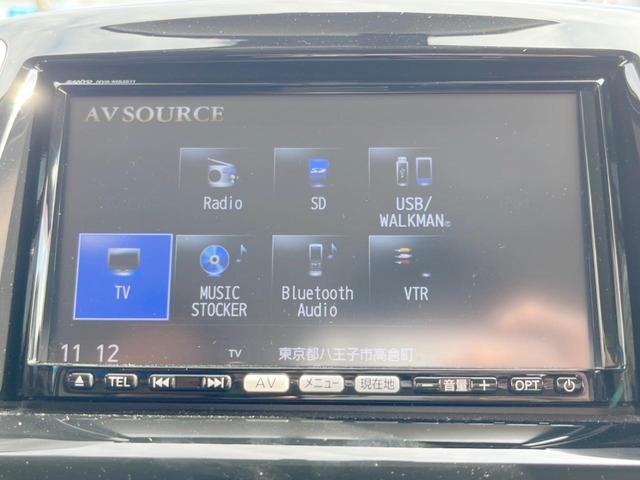 AV SOURCE
Radio
SD
USB/
WALKMAN®
TV
MUSIC
STOCKER
Bluetooth
Audio
VTR
11 12
TV
東京都八王子市高倉町
TEL
AV
メニュー
現在地
− 音量 +
OPT